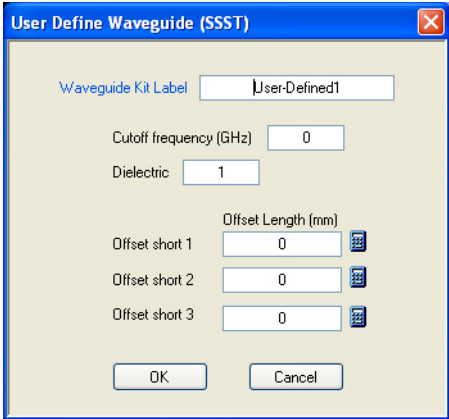 User Define Waveguide (SSST)
Waveguide Kit Label User-Defined1
Cutoff frequency (GHz) 0
Dielectric 1
Offset Length (mm)
Offset short 1 0
Offset short 2 0
Offset short 3 0
OK Cancel